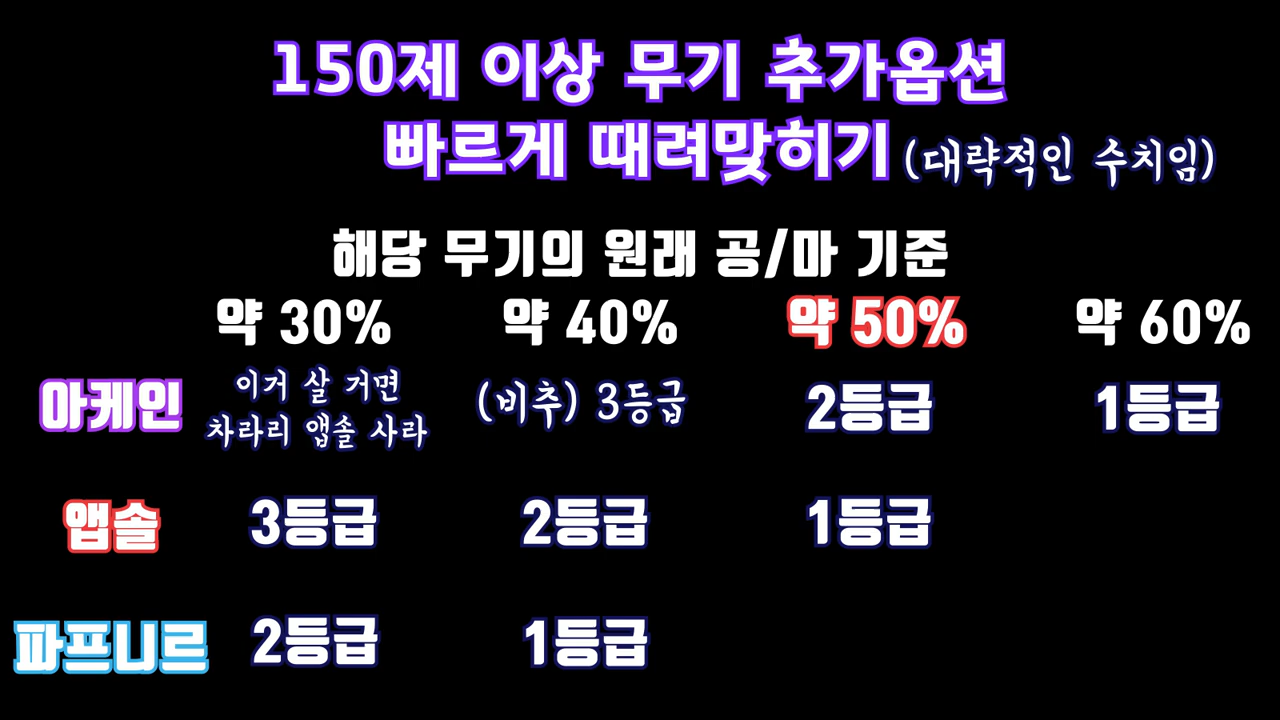 150제 이상 무기 추가옵션
빠르게 때려맞히기 (대략적인 수치임)
해당 무기의 원래 공/마 기준
약 30% 약 40% 약 50% 약 60%
아케인 이거 살 거면 차라리 앱솔 사라 (비추) 3등급 2등급 1등급
앱솔 3등급 2등급 1등급
파프니르 2등급 1등급